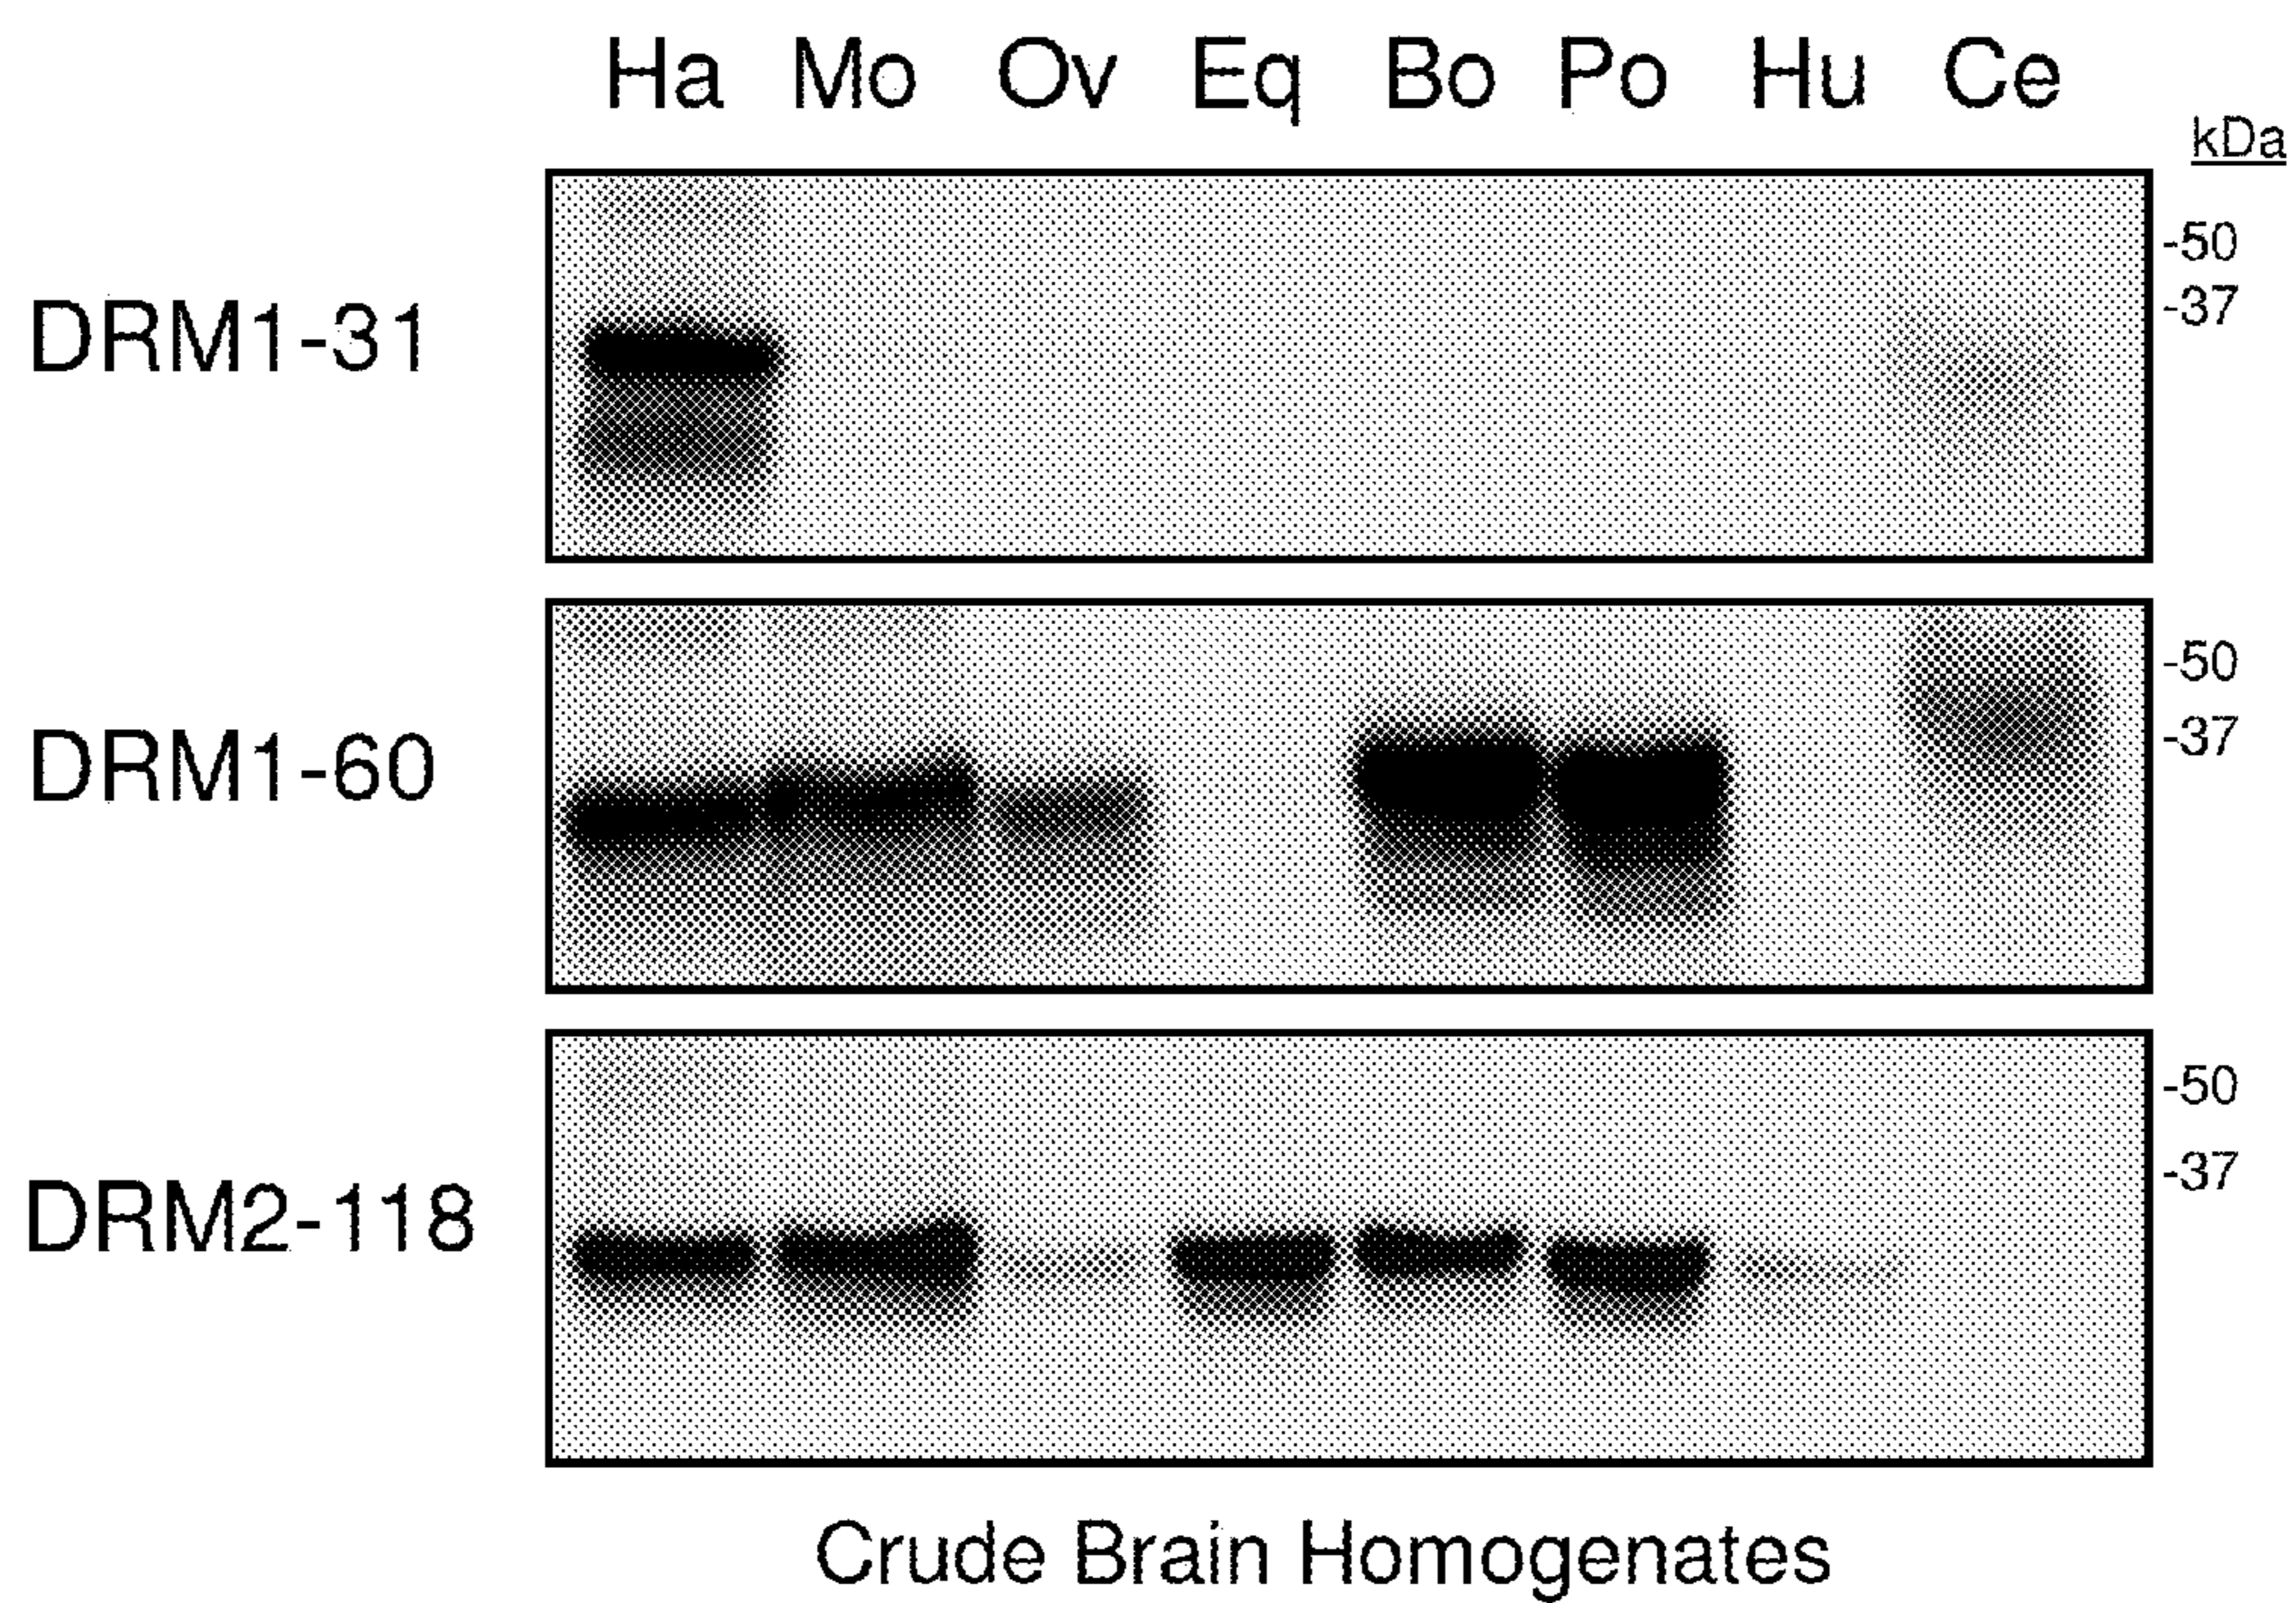 Ha Mo Ov Eq Bo Po Hu Ce
kDa
-50
DRM1-31
-37
-50
DRM1-60
-37
-50
-37
DRM2-118
Crude Brain Homogenates